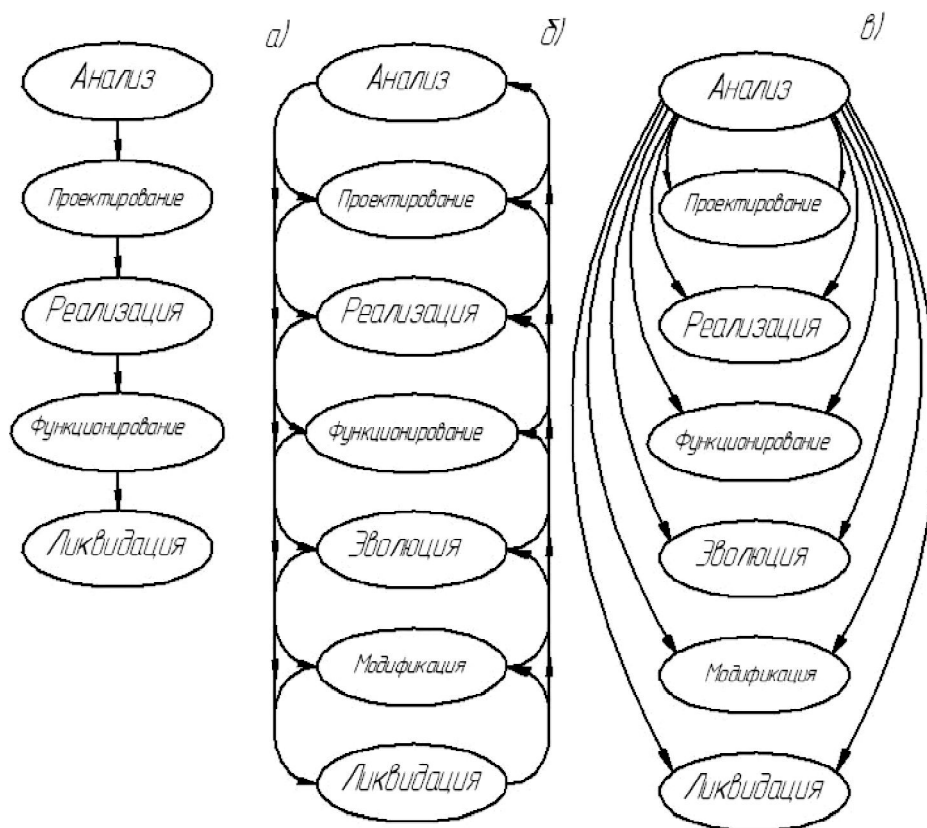 а)
Анализ
Проектирование
Реализация
Функционирование
Ликвидация
б)
Анализ
Проектирование
Реализация
Функционирование
Эволюция
Модификация
Ликвидация
в)
Анализ
Проектирование
Реализация
Функционирование
Эволюция
Модификация
Ликвидация